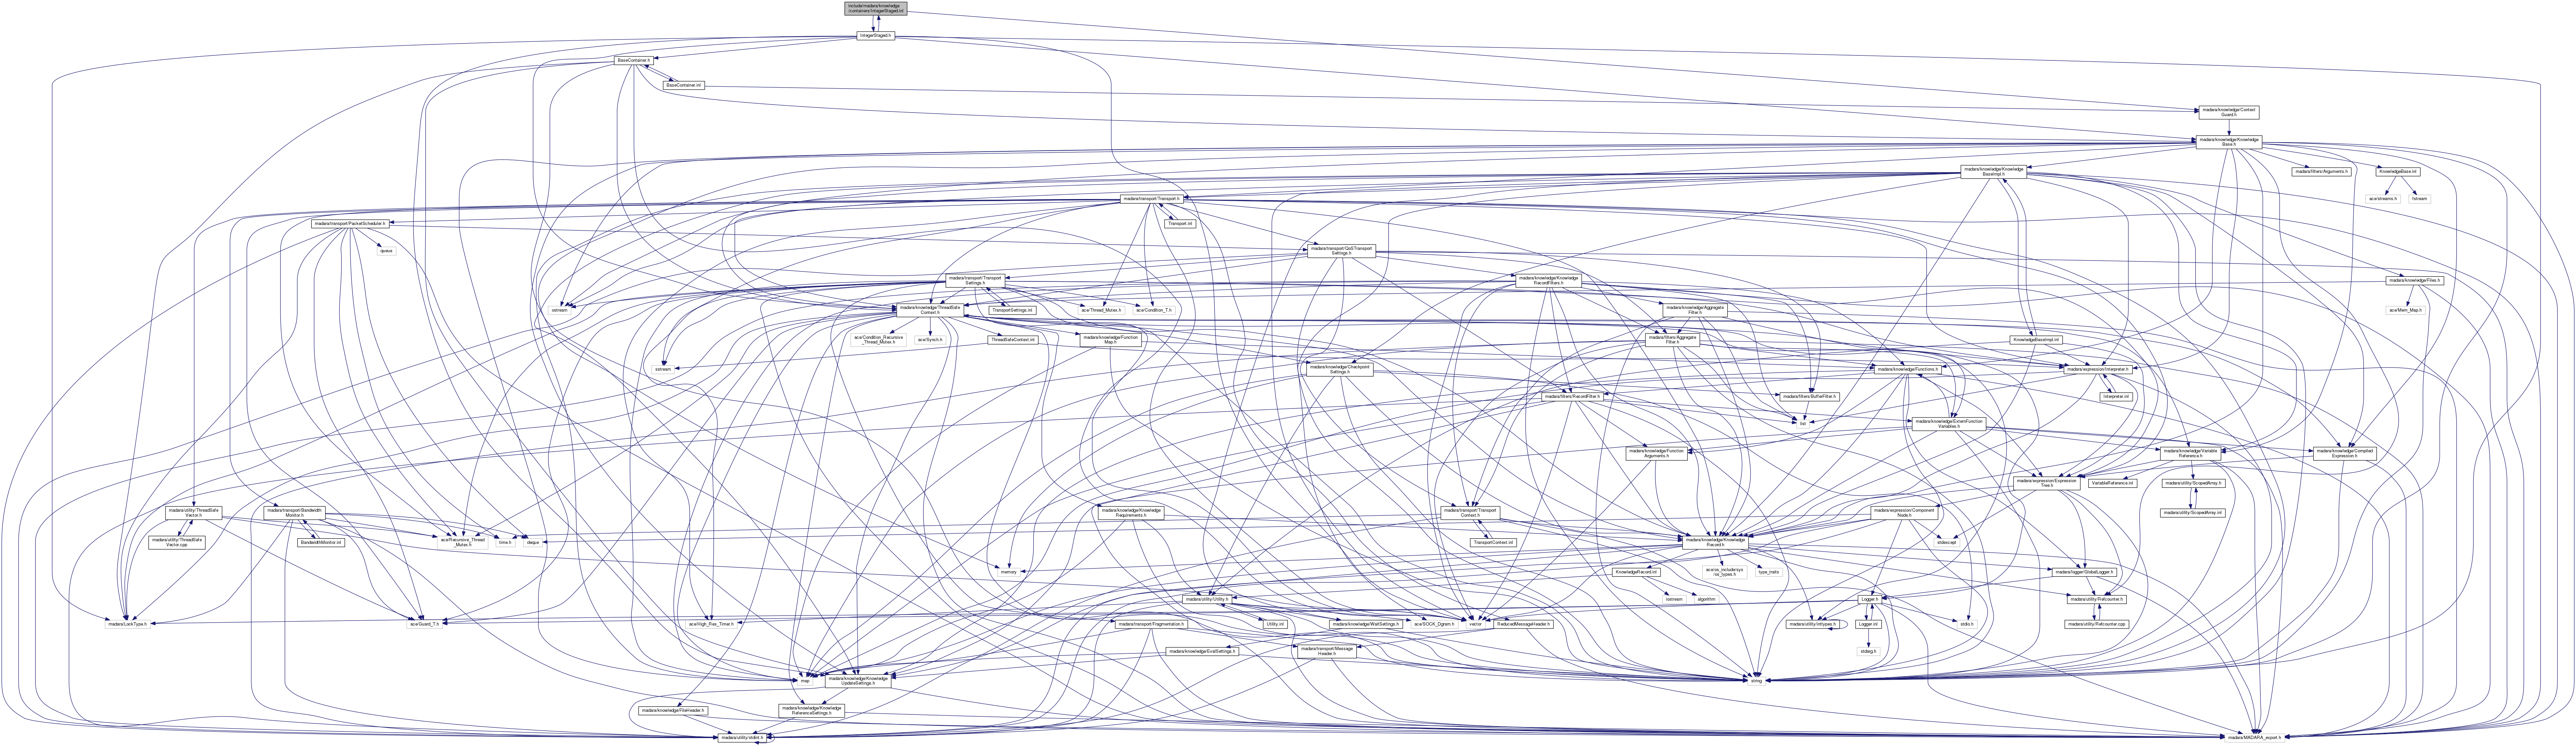 include/madara/knowledge
/containers/IntegerStaged.inl
IntegerStaged.h
BaseContainer.h
BaseContainer.inl
madara/knowledge/Context
Guard.h
madara/knowledge/Knowledge
Base.h
madara/knowledge/Knowledge
BaseImpl.h
madara/filters/Arguments.h
KnowledgeBase.inl
madara/transport/Transport.h
ace/streams.h
fstream
madara/transport/PacketScheduler.h
Transport.inl
queue
madara/transport/QoSTransport
Settings.h
madara/transport/Transport
Settings.h
madara/knowledge/Knowledge
RecordFilters.h
madara/knowledge/Files.h
sstream
madara/knowledge/ThreadSafe
Context.h
TransportSettings.inl
ace/Thread_Mutex.h
ace/Condition_T.h
madara/knowledge/Aggregate
Filter.h
ace/Mem_Map.h
ace/Condition_Recursive
_Thread_Mutex.h
ace/Synch.h
ThreadSafeContext.inl
madara/knowledge/Function
Map.h
madara/filters/Aggregate
Filter.h
KnowledgeBaseImpl.inl
sstream
madara/knowledge/Checkpoint
Settings.h
madara/knowledge/Functions.h
madara/expression/Interpreter.h
madara/filters/RecordFilter.h
madara/filters/BufferFilter.h
Interpreter.inl
list
madara/knowledge/ExternFunction
Variables.h
madara/knowledge/Function
Arguments.h
madara/knowledge/Variable
Reference.h
madara/knowledge/Compiled
Expression.h
madara/expression/Expression
Tree.h
VariableReference.inl
madara/utility/ScopedArray.h
madara/utility/ThreadSafe
Vector.h
madara/transport/Bandwidth
Monitor.h
madara/knowledge/Knowledge
Requirements.h
madara/transport/Transport
Context.h
madara/expression/Component
Node.h
madara/utility/ScopedArray.inl
madara/utility/ThreadSafe
Vector.cpp
BandwidthMonitor.inl
ace/Recursive_Thread
_Mutex.h
time.h
deque
TransportContext.inl
madara/knowledge/Knowledge
Record.h
stdexcept
memory
KnowledgeRecord.inl
ace/os_include/sys
/os_types.h
type_traits
madara/logger/GlobalLogger.h
madara/utility/Utility.h
iostream
algorithm
Logger.h
madara/utility/Refcounter.h
madara/LockType.h
ace/Guard_T.h
ace/High_Res_Timer.h
madara/transport/Fragmentation.h
Utility.inl
madara/knowledge/WaitSettings.h
ace/SOCK_Dgram.h
vector
ReducedMessageHeader.h
madara/utility/inttypes.h
Logger.inl
stdio.h
madara/utility/Refcounter.cpp
madara/knowledge/EvalSettings.h
madara/transport/Message
Header.h
stdarg.h
map
madara/knowledge/Knowledge
UpdateSettings.h
string
madara/knowledge/FileHeader.h
madara/knowledge/Knowledge
ReferenceSettings.h
madara/utility/stdint.h
madara/MADARA_export.h